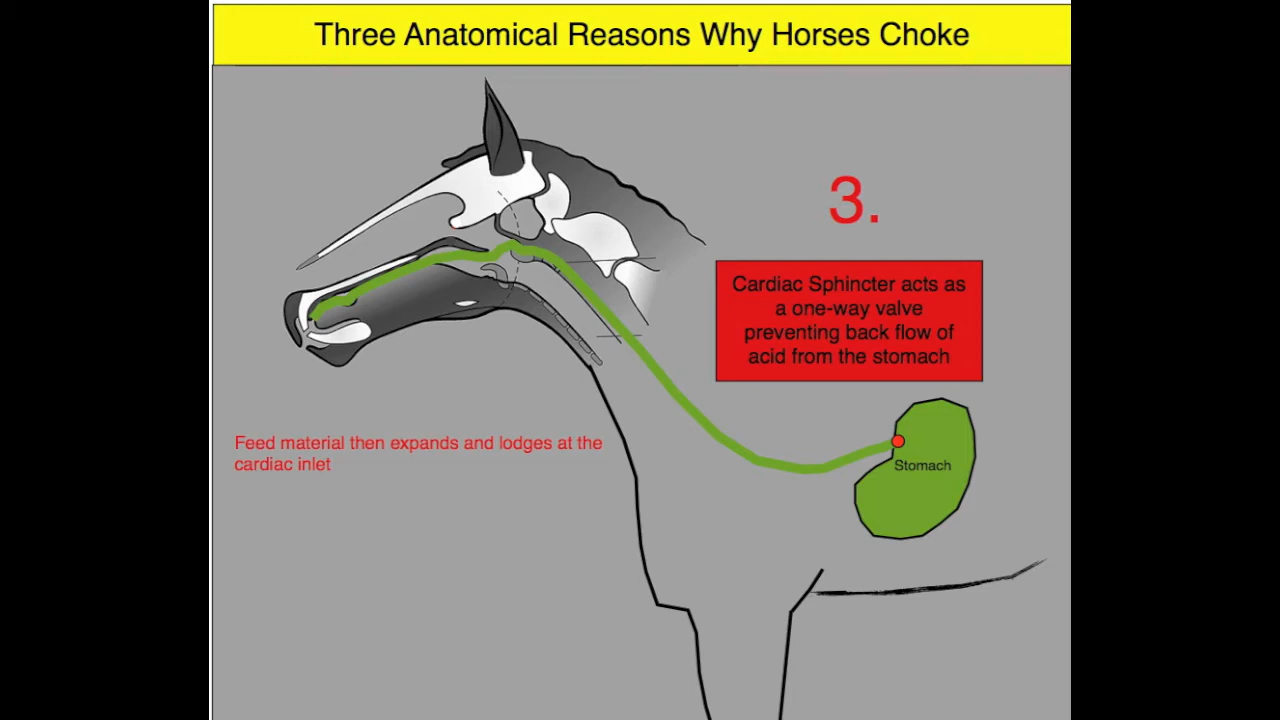 Three Anatomical Reasons Why Horses Choke
3.
Cardiac Sphincter acts as
a one-way valve
preventing back flow of
acid from the stomach
Feed material then expands and lodges at the
cardiac inlet
Stomach